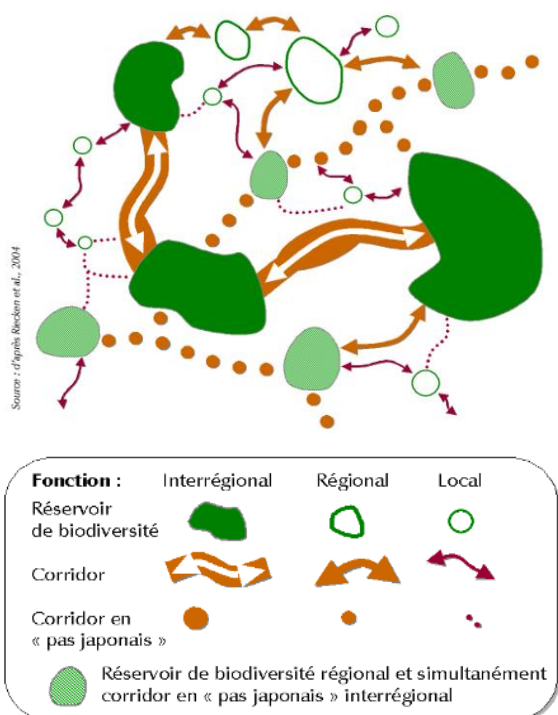 Source : d'après Riecken et al., 2004
Fonction : Interrégional Régional Local
Réservoir
de biodiversité
Corridor
Corridor en
« pas japonais »
Réservoir de biodiversité régional et simultanément
corridor en « pas japonais » interrégional